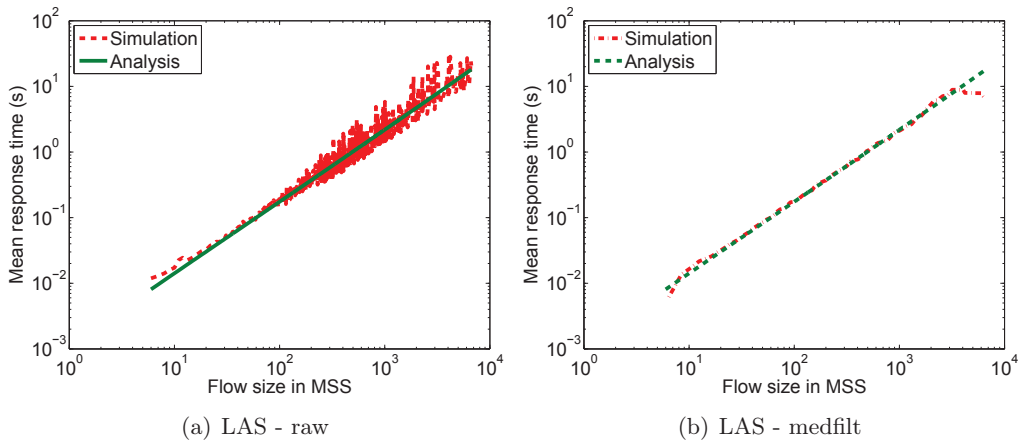 10^2
10^1
10^0
10^-1
10^-2
10^-3
Mean response time (s)
Simulation
Analysis
10^0
10^1
10^2
10^3
10^4
Flow size in MSS
(a) LAS - raw
10^2
10^1
10^0
10^-1
10^-2
10^-3
Mean response time (s)
Simulation
Analysis
10^0
10^1
10^2
10^3
10^4
Flow size in MSS
(b) LAS - medfilt